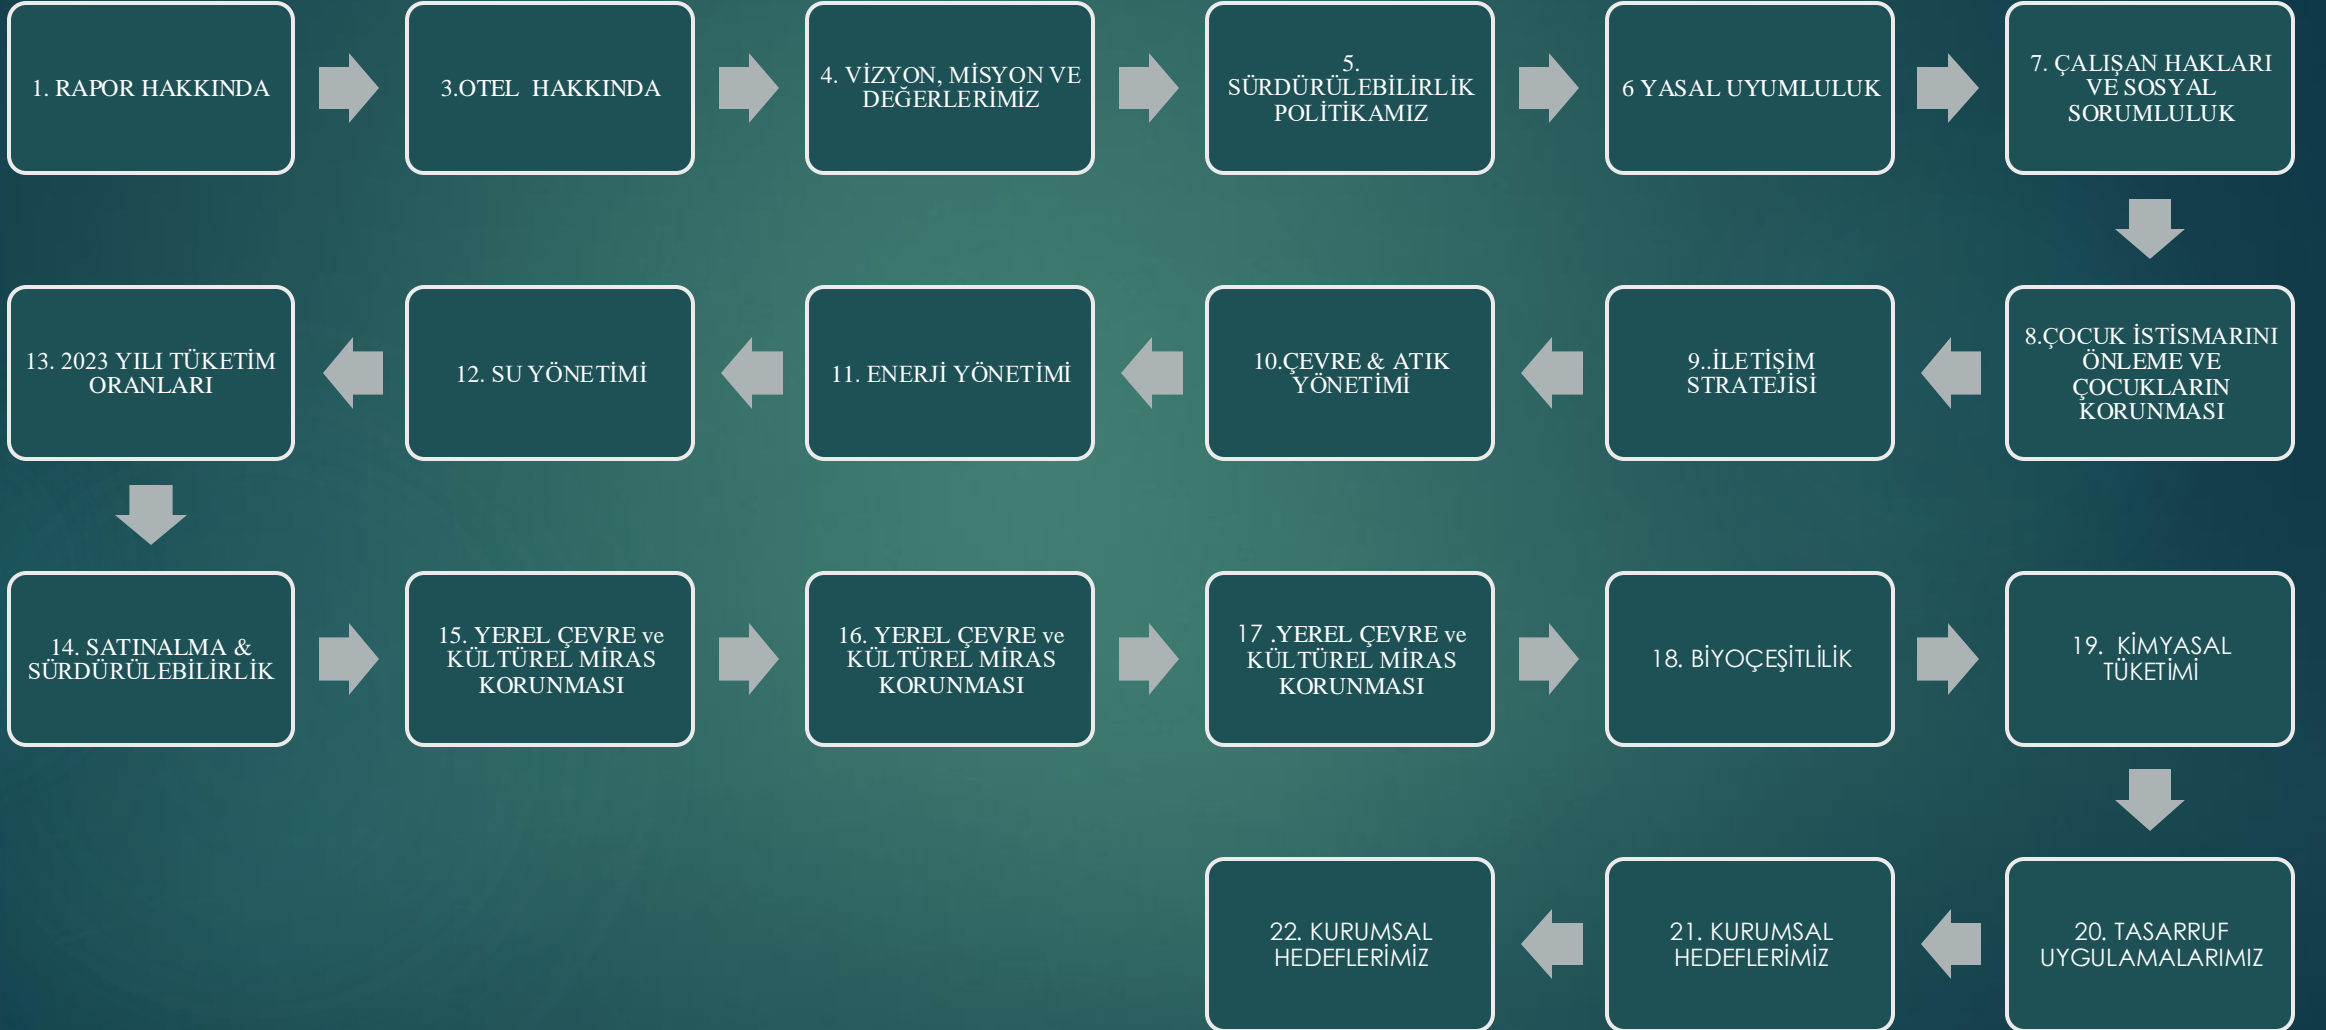 1. RAPOR HAKKINDA
3.OTEL  HAKKINDA
4. VİZYON, MİSYON VE
DEĞERLERİMİZ
5.
SÜRDÜRÜLEBİLİRLİK
POLİTİKAMIZ
6 YASAL UYUMLULUK
7. ÇALIŞAN HAKLARI
VE SOSYAL
SORUMLULUK
8.ÇOCUK İSTİSMARINI
ÖNLEME VE
ÇOCUKLARIN
KORUNMASI
9..İLETİŞİM
STRATEJİSİ
10.ÇEVRE & ATIK
YÖNETİMİ
11. ENERJİ YÖNETİMİ
12. SU YÖNETİMİ
13. 2023 YILI TÜKETİM
ORANLARI
14. SATINALMA &
SÜRDÜRÜLEBİLİRLİK
15. YEREL ÇEVRE ve
KÜLTÜREL MİRAS
KORUNMASI
16. YEREL ÇEVRE ve
KÜLTÜREL MİRAS
KORUNMASI
17 .YEREL ÇEVRE ve
KÜLTÜREL MİRAS
KORUNMASI
18. BİYOÇEŞİTLİLİK
19.  KİMYASAL
TÜKETİMİ
20. TASARRUF
UYGULAMALARIMIZ
21. KURUMSAL
HEDEFLERİMİZ
22. KURUMSAL
HEDEFLERİMİZ